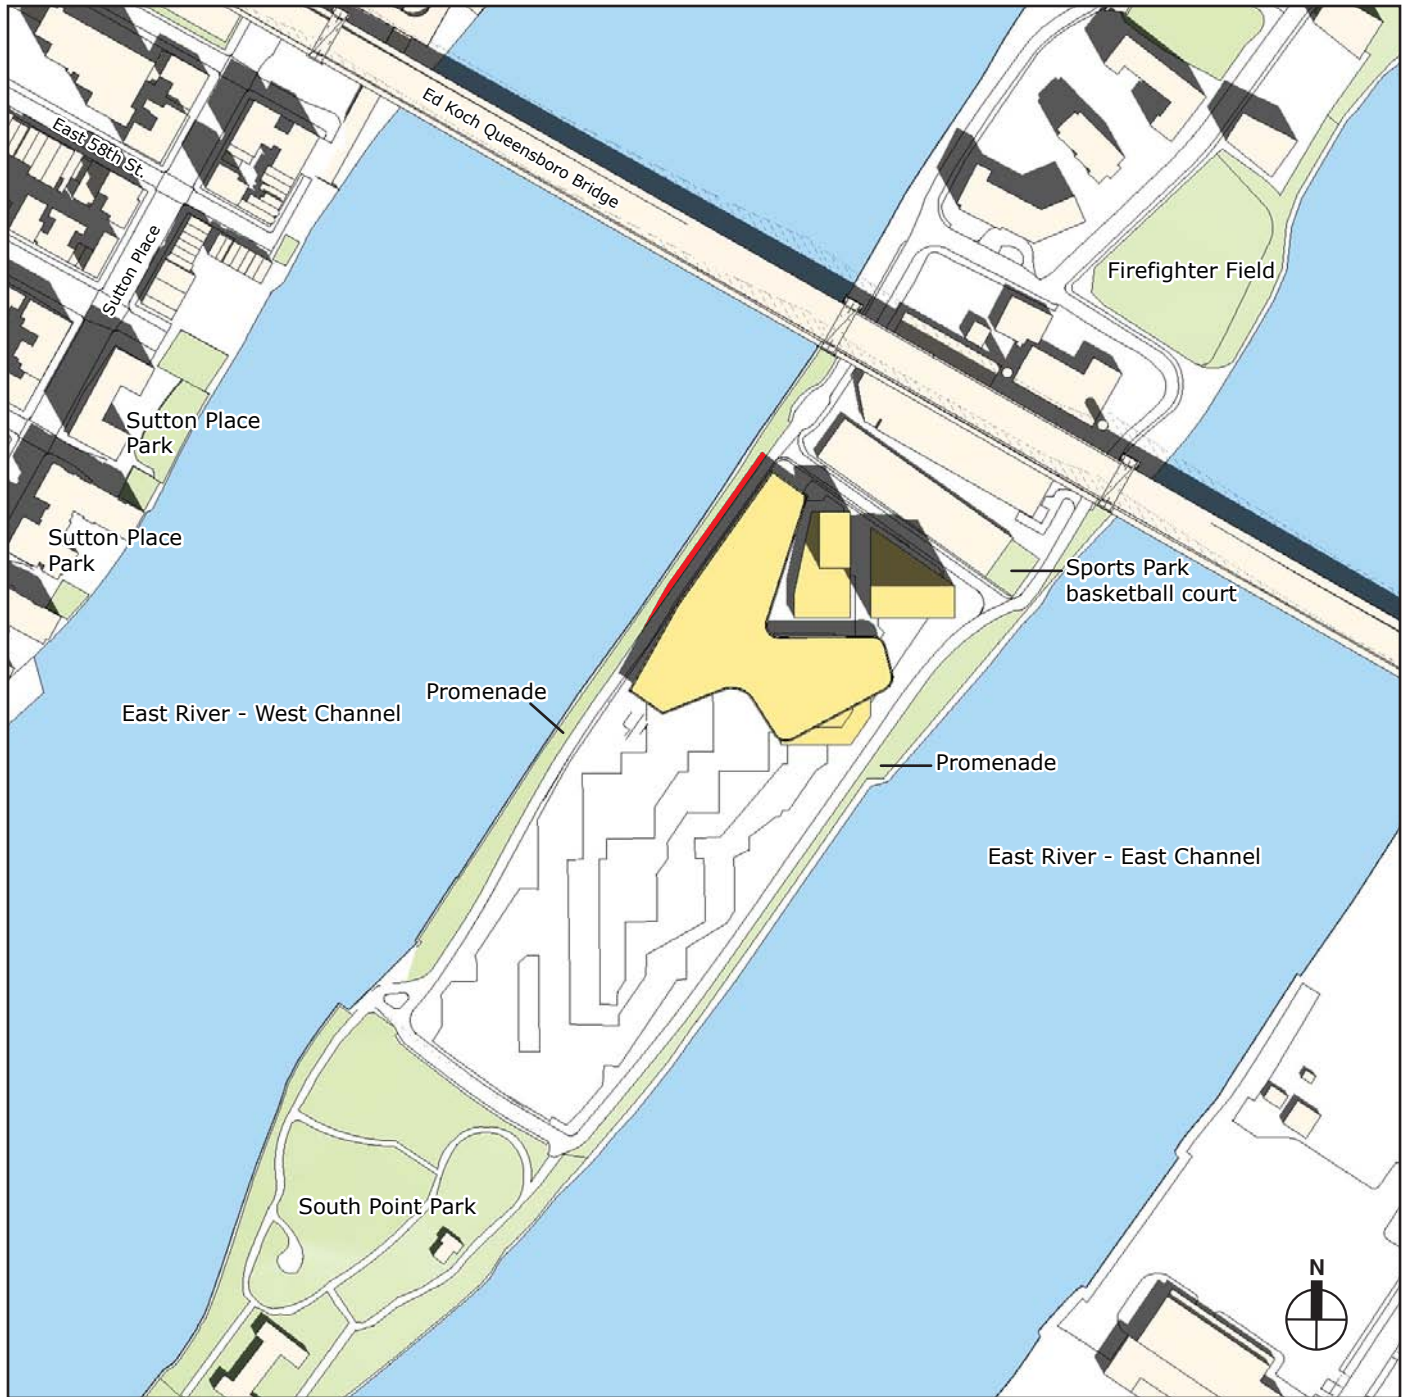 Ed Koch Queensboro Bridge
East 58th St.
Sutton Place
Firefighter Field
Sutton Place
Park
Sutton Place
Park
Sports Park
basketball court
Promenade
East River - West Channel
Promenade
East River - East Channel
South Point Park
N